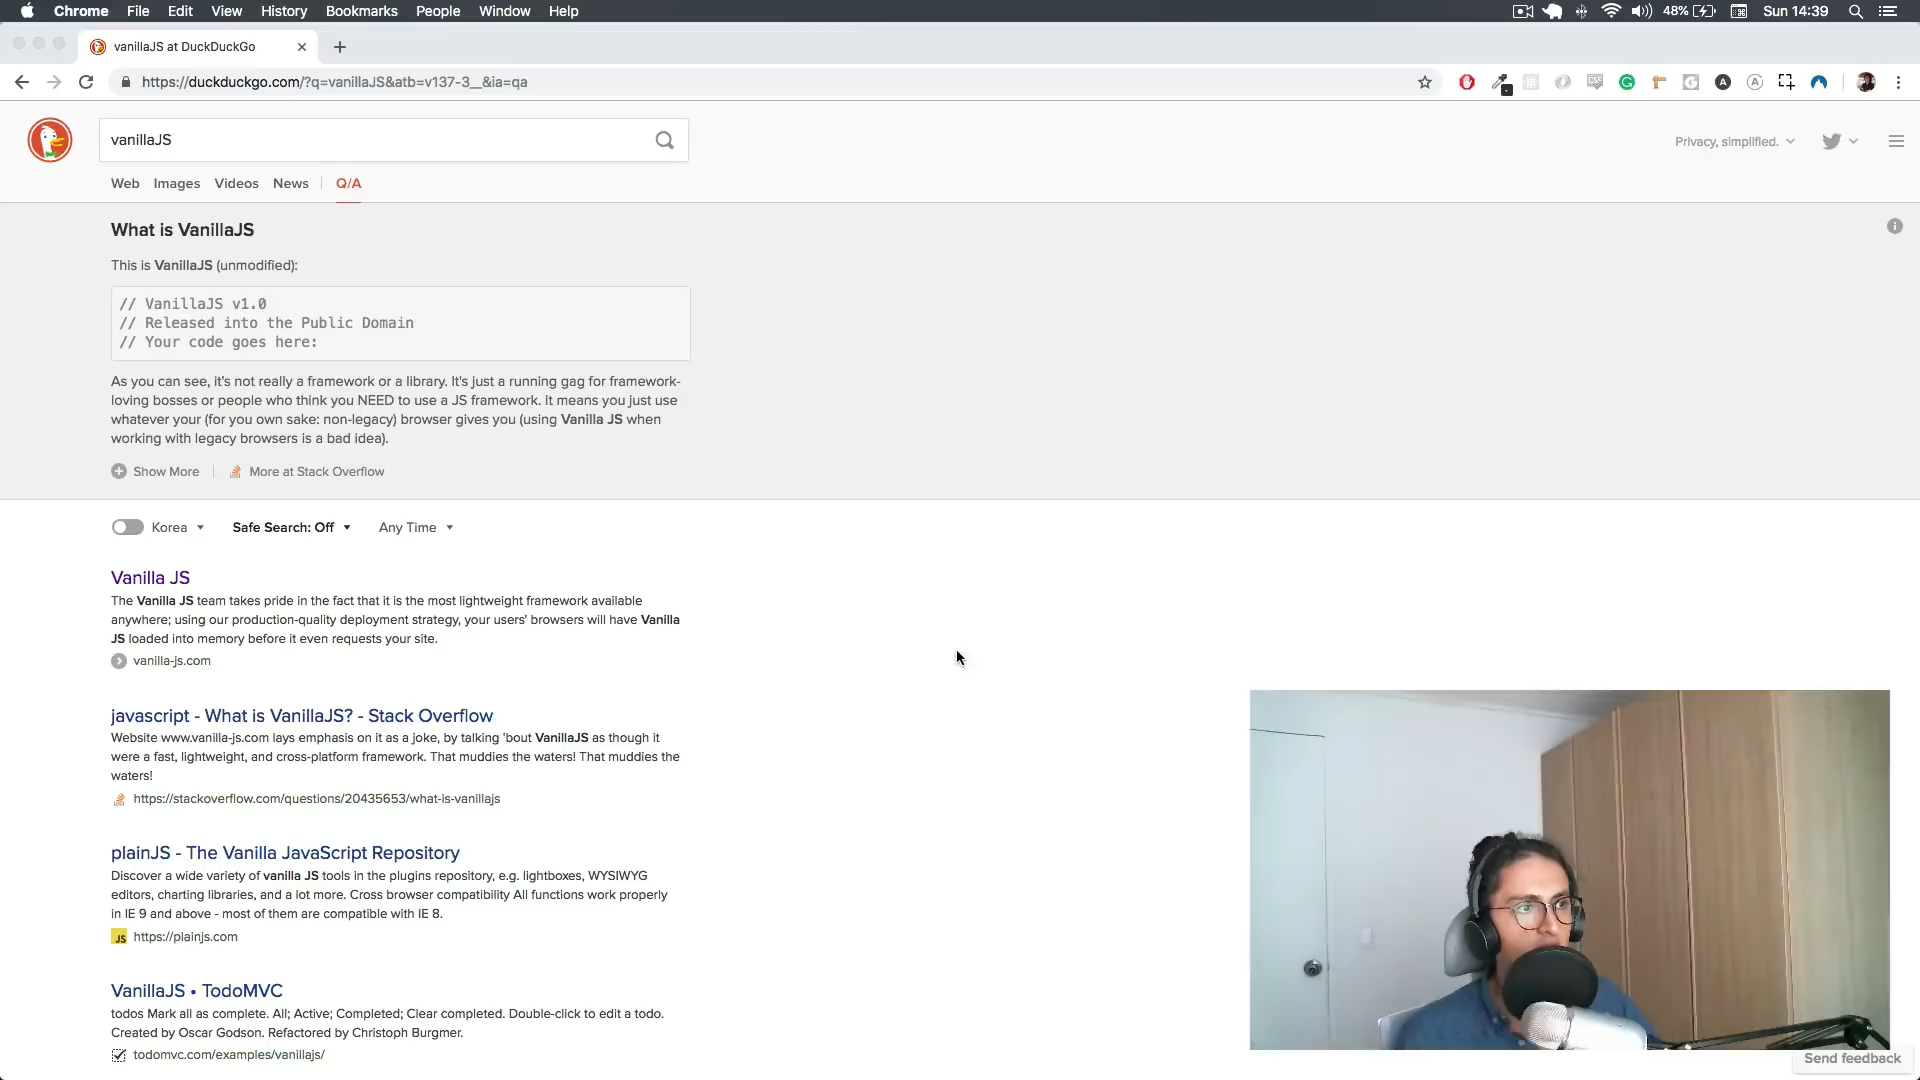 Chrome File Edit View History Bookmarks People Window Help 48% Sun 14:39
vanillaJS at DuckDuckGo
https://duckduckgo.com/?q=vanillaJS&atb=v137-3__&ia=qa
vanillaJS
Privacy, simplified.
Web Images Videos News Q/A
What is VanillaJS
This is VanillaJS (unmodified):
// VanillaJS v1.0
// Released into the Public Domain
// Your code goes here:
As you can see, it's not really a framework or a library. It's just a running gag for framework-
loving bosses or people who think you NEED to use a JS framework. It means you just use
whatever your (for you own sake: non-legacy) browser gives you (using Vanilla JS when
working with legacy browsers is a bad idea).
Show More More at Stack Overflow
Korea Safe Search: Off Any Time
Vanilla JS
The Vanilla JS team takes pride in the fact that it is the most lightweight framework available
anywhere; using our production-quality deployment strategy, your users' browsers will have Vanilla
JS loaded into memory before it even requests your site.
vanilla-js.com
javascript - What is VanillaJS? - Stack Overflow
Website www.vanilla-js.com lays emphasis on it as a joke, by talking 'bout VanillaJS as though it
were a fast, lightweight, and cross-platform framework. That muddies the waters! That muddies the
waters!
https://stackoverflow.com/questions/20435653/what-is-vanillajs
plainJS - The Vanilla JavaScript Repository
Discover a wide variety of vanilla JS tools in the plugins repository, e.g. lightboxes, WYSIWYG
editors, charting libraries, and a lot more. Cross browser compatibility All functions work properly
in IE 9 and above - most of them are compatible with IE 8.
JS https://plainjs.com
VanillaJS • TodoMVC
todos Mark all as complete. All; Active; Completed; Clear completed. Double-click to edit a todo.
Created by Oscar Godson. Refactored by Christoph Burgmer.
todomvc.com/examples/vanillajs/
Send feedback